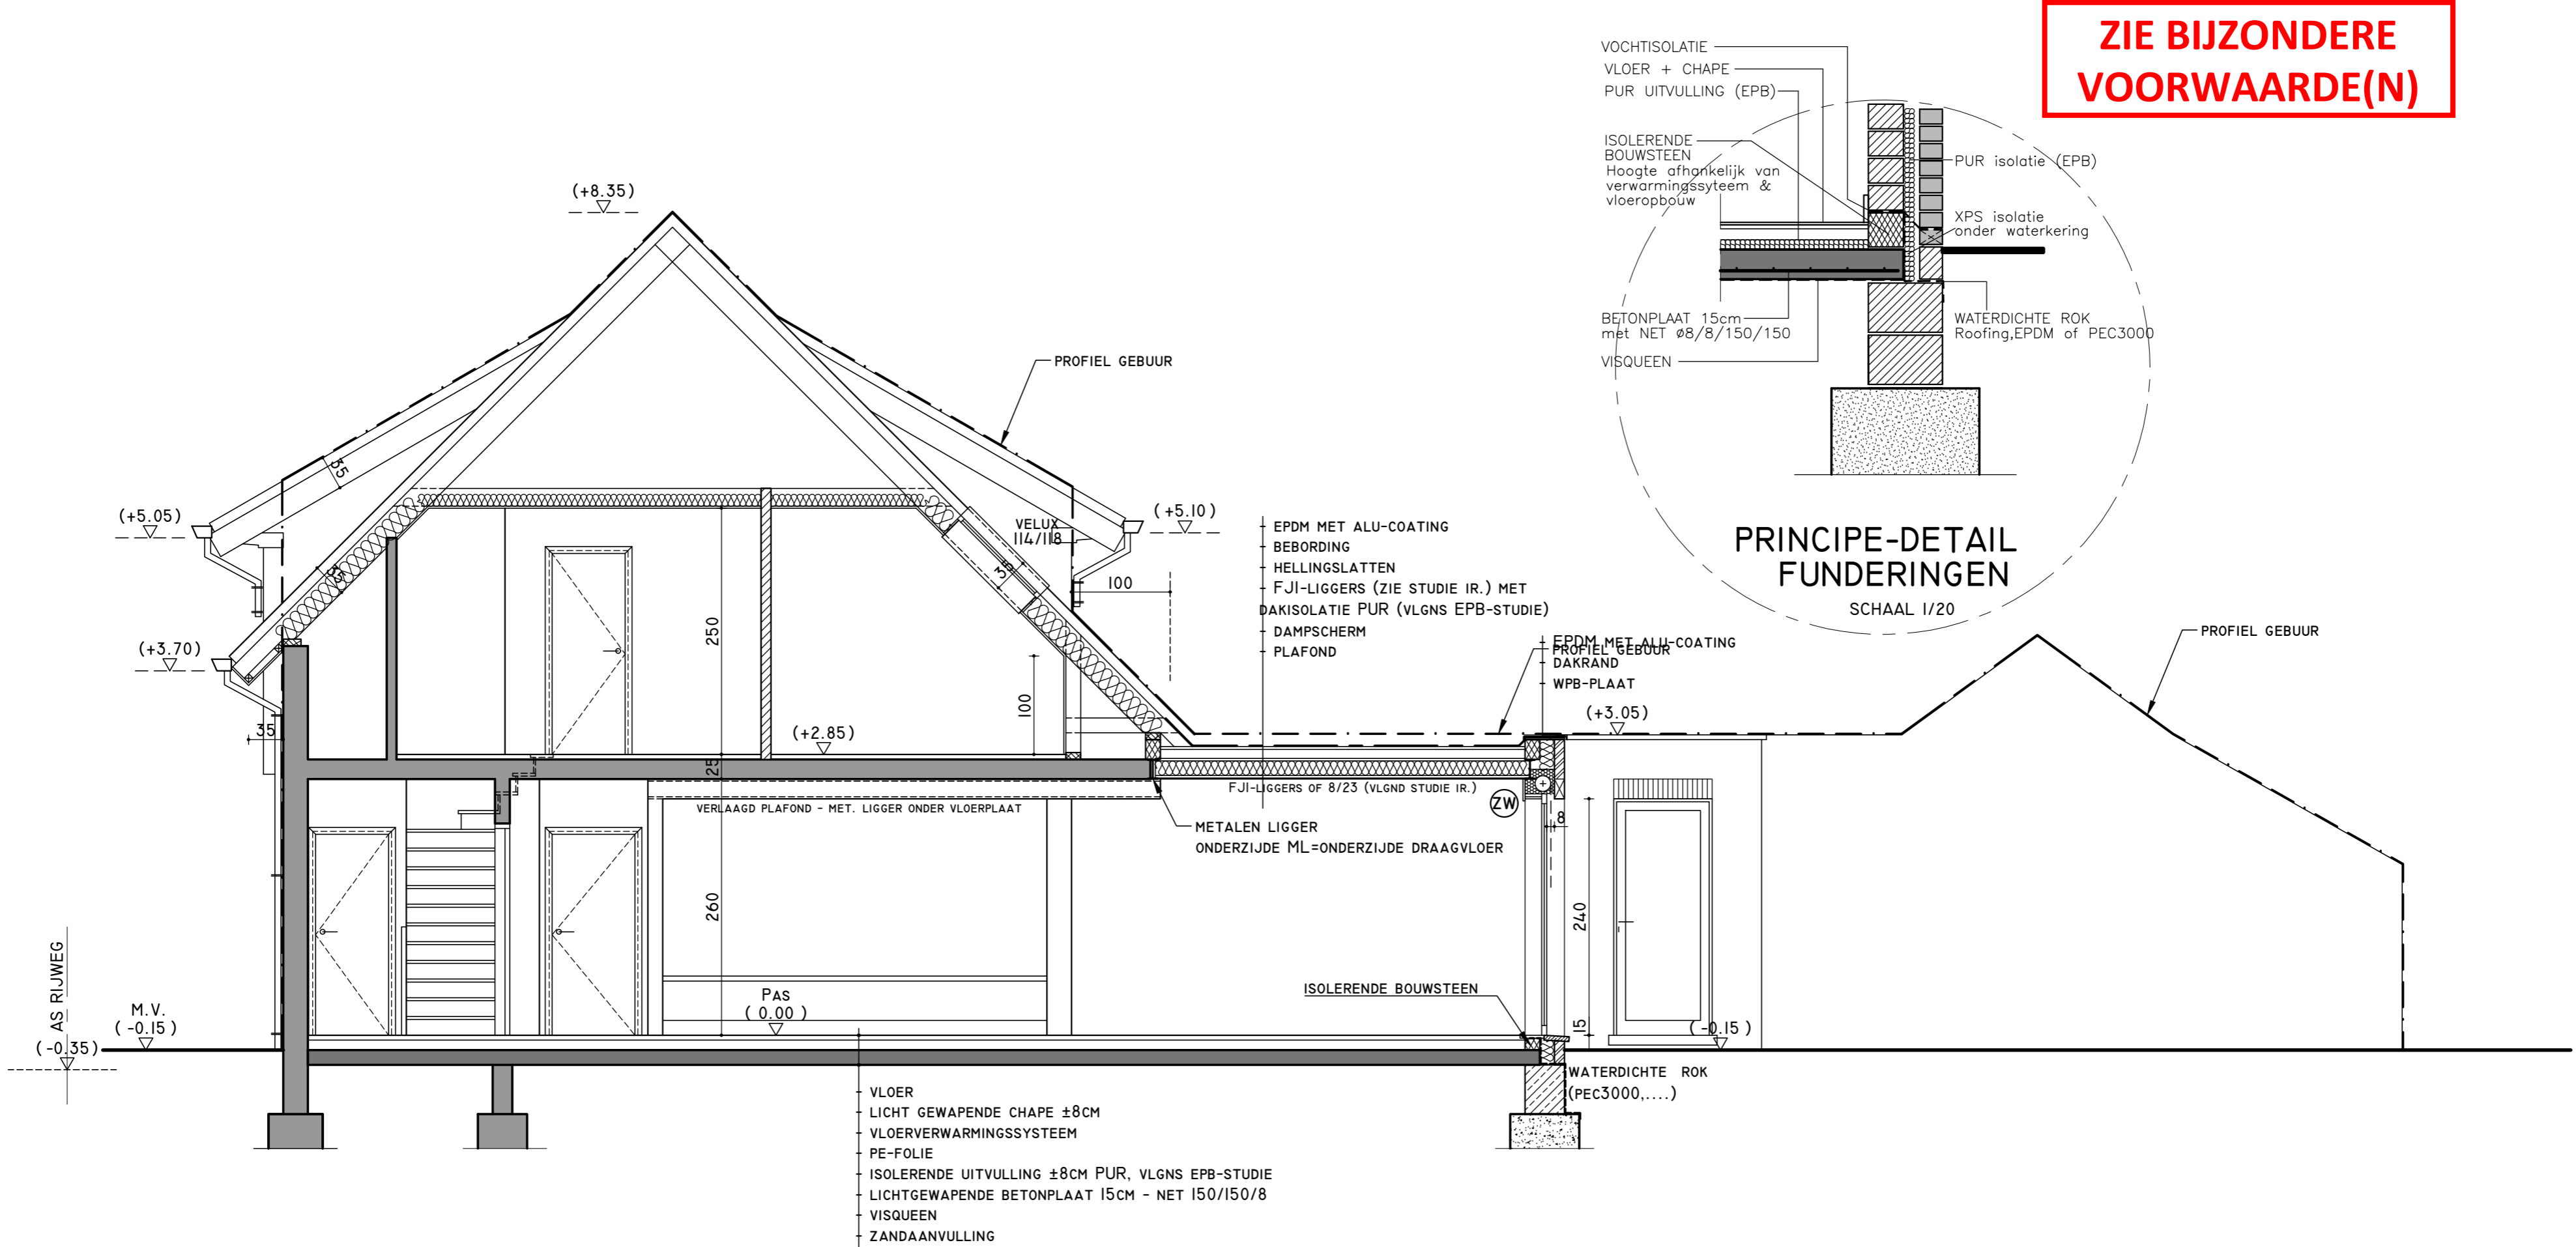 ZIE BIJZONDERE
VOORWAARDE(N)
VOCHTISOLATIE
VLOER + CHAPE
PUR UITVULLING (EPB)
ISOLERENDE
BOUWSTEEN
Hoogte afhankelijk van
verwarmingssyteem &
vloeropbouw
PUR isolatie (EPB)
XPS isolatie
onder waterkering
BETONPLAAT 15cm
met NET ø8/8/150/150
VISQUEEN
WATERDICHTE ROK
Roofing,EPDM of PEC3000
PRINCIPE-DETAIL
FUNDERINGEN
SCHAAL 1/20
(+8.35)
PROFIEL GEBUUR
35
(+5.05)
(+5.10)
VELUX
114/118
35
35
100
(+3.70)
35
250
100
(+2.85)
25
EPDM MET ALU-COATING
BEBORDING
HELLINGSLATTEN
FJI-LIGGERS (ZIE STUDIE IR.) MET
DAKISOLATIE PUR (VLGNS EPB-STUDIE)
DAMPSCHERM
PLAFOND
EPDM MET ALU-COATING
PROFIEL GEBUUR
DAKRAND
WPB-PLAAT
(+3.05)
PROFIEL GEBUUR
VERLAAGD PLAFOND - MET. LIGGER ONDER VLOERPLAAT
FJI-LIGGERS OF 8/23 (VLGND STUDIE IR.)
ZW
8
METALEN LIGGER
ONDERZIJDE ML=ONDERZIJDE DRAAGVLOER
260
240
15
AS RIJWEG
M.V.
(-0.15)
(-0.35)
PAS
(0.00)
ISOLERENDE BOUWSTEEN
(-0.15)
WATERDICHTE ROK
(PEC3000,....)
VLOER
LICHT GEWAPENDE CHAPE ±8CM
VLOERVERWARMINGSSYSTEEM
PE-FOLIE
ISOLERENDE UITVULLING ±8CM PUR, VLGNS EPB-STUDIE
LICHTGEWAPENDE BETONPLAAT 15CM - NET 150/150/8
VISQUEEN
ZANDAANVULLING